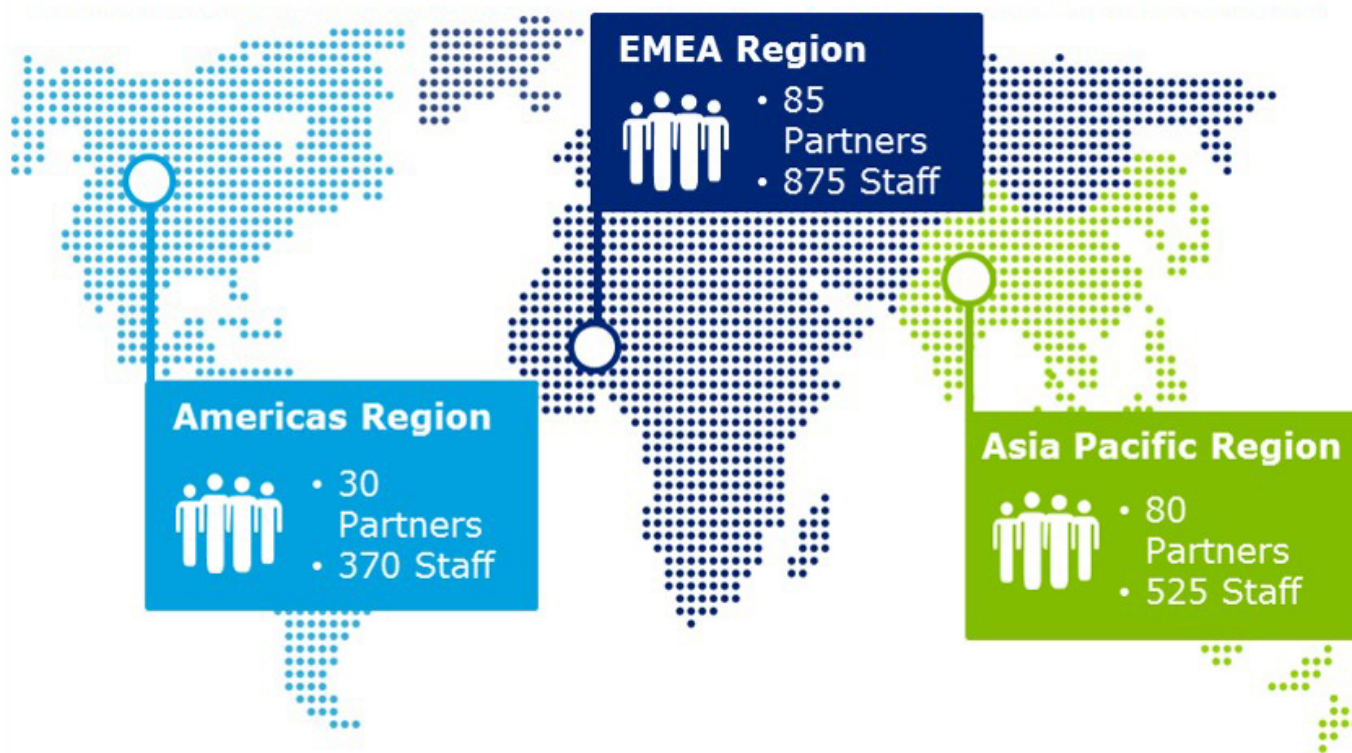 EMEA Region
• 85
Partners
• 875 Staff
Americas Region
• 30
Partners
• 370 Staff
Asia Pacific Region
• 80
Partners
• 525 Staff